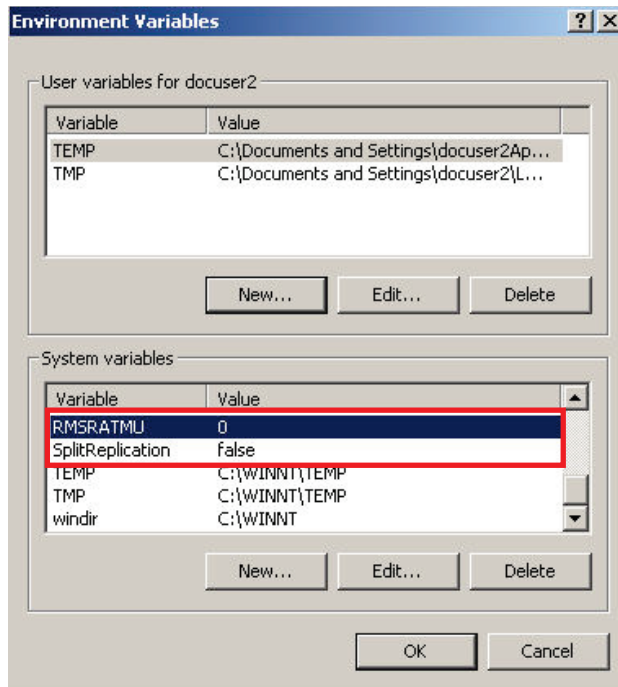 Environment Variables
User variables for docuser2
Variable Value
TEMP C:\Documents and Settings\docuser2Ap...
TMP C:\Documents and Settings\docuser2\L...
New... Edit... Delete
System variables
Variable Value
RMSRATMU 0
SplitReplication false
TEMP C:\WINNT\TEMP
TMP C:\WINNT\TEMP
windir C:\WINNT
New... Edit... Delete
OK Cancel